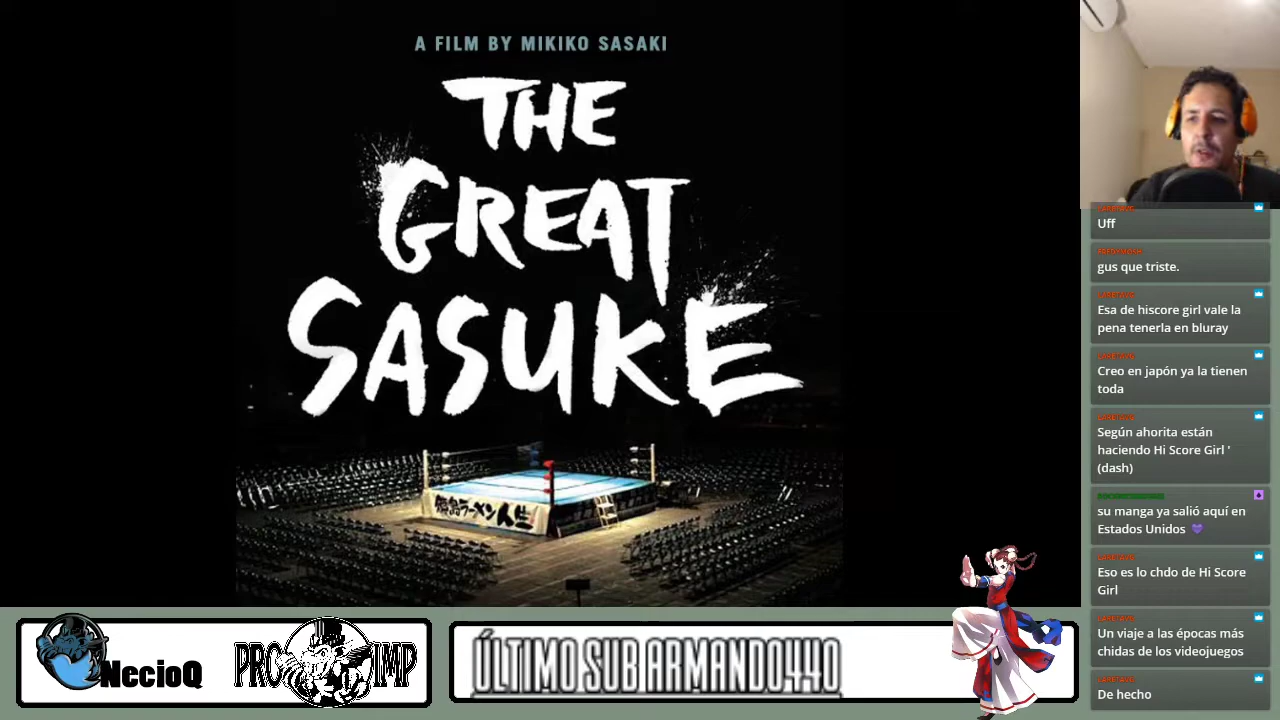 A FILM BY MIKIKO SASAKI
THE
GREAT
SASUKE
Uff
gus que triste.
Esa de hiscore girl vale la
pena tenerla en bluray
Creo en japón ya la tienen
toda
Según ahorita están
haciendo Hi Score Girl '
(dash)
su manga ya salió aquí en
Estados Unidos 💜
Eso es lo chdo de Hi Score
Girl
Un viaje a las épocas más
chidas de los videojuegos
De hecho
NecioQ
ÚLTIMO SUB ARMANDO440